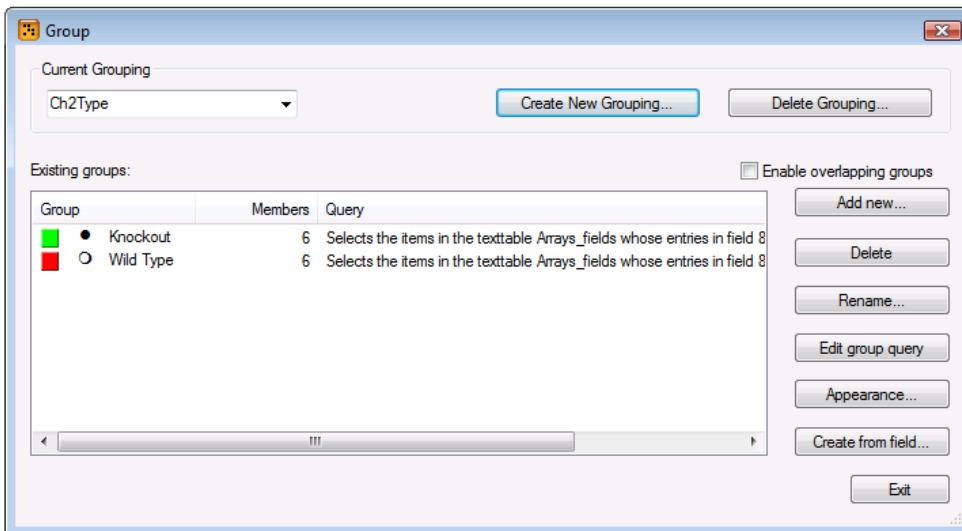 Group
Current Grouping
Ch2Type
Create New Grouping...
Delete Grouping...
Existing groups:
Enable overlapping groups
Group Members Query
Knockout 6 Selects the items in the texttable Arrays_fields whose entries in field 8
Wild Type 6 Selects the items in the texttable Arrays_fields whose entries in field 8
Add new...
Delete
Rename...
Edit group query
Appearance...
Create from field...
Exit